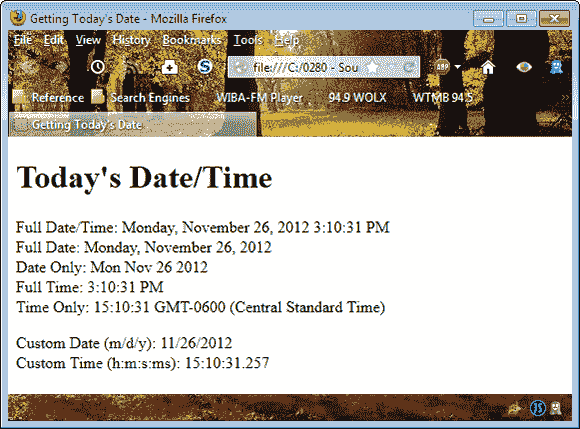 Getting Today's Date - Mozilla Firefox
File Edit View History Bookmarks Tools Help
file:///C:/0280 - Sou
ABP
Reference Search Engines WIBA-FM Player 94.9 WOLX WTMB 94.5
Getting Today's Date
Today's Date/Time
Full Date/Time: Monday, November 26, 2012 3:10:31 PM
Full Date: Monday, November 26, 2012
Date Only: Mon Nov 26 2012
Full Time: 3:10:31 PM
Time Only: 15:10:31 GMT-0600 (Central Standard Time)
Custom Date (m/d/y): 11/26/2012
Custom Time (h:m:s:ms): 15:10:31.257